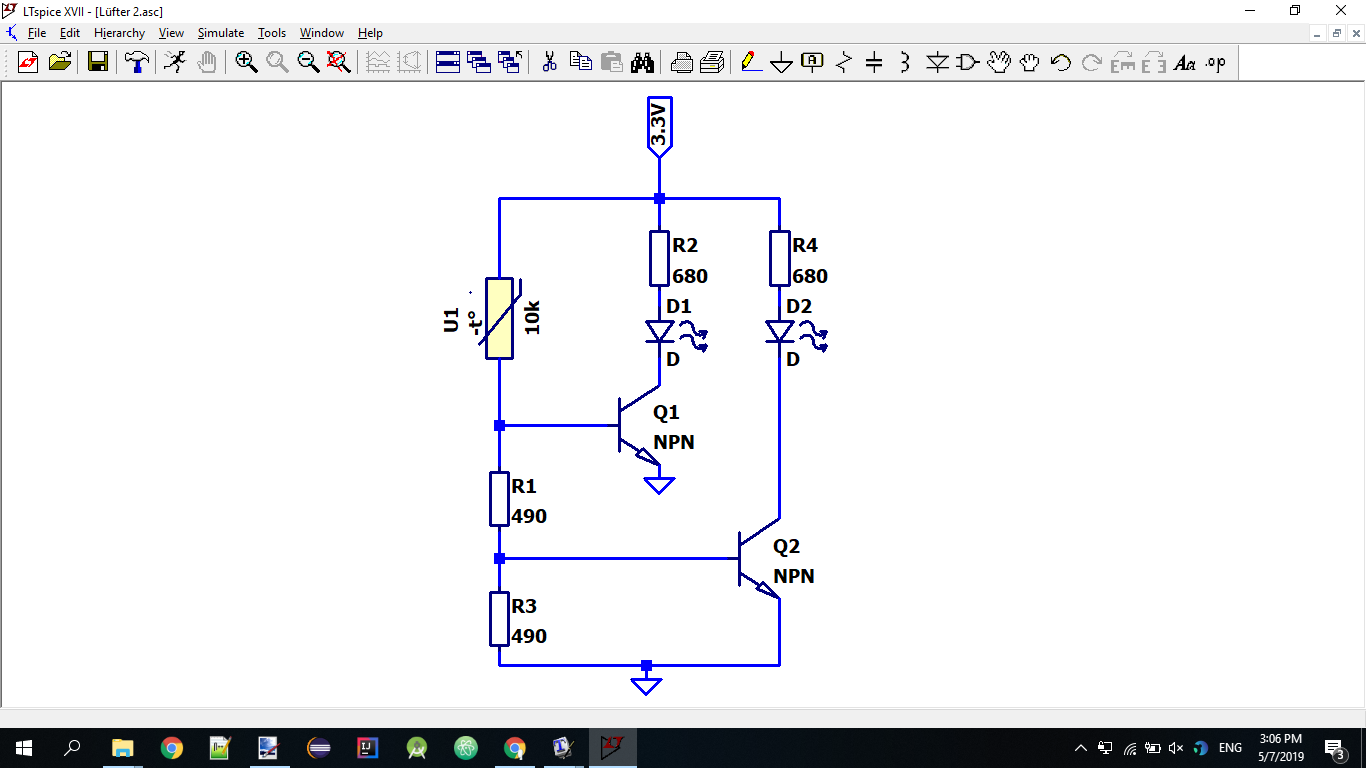 LTspice XVII - [Lüfter 2.asc]
File Edit Hierarchy View Simulate Tools Window Help
Aa .op
3.3V
R2
680
R4
680
D1
D
D2
D
U1
-t°
10k
Q1
NPN
R1
490
Q2
NPN
R3
490
ENG
3:06 PM
5/7/2019
3